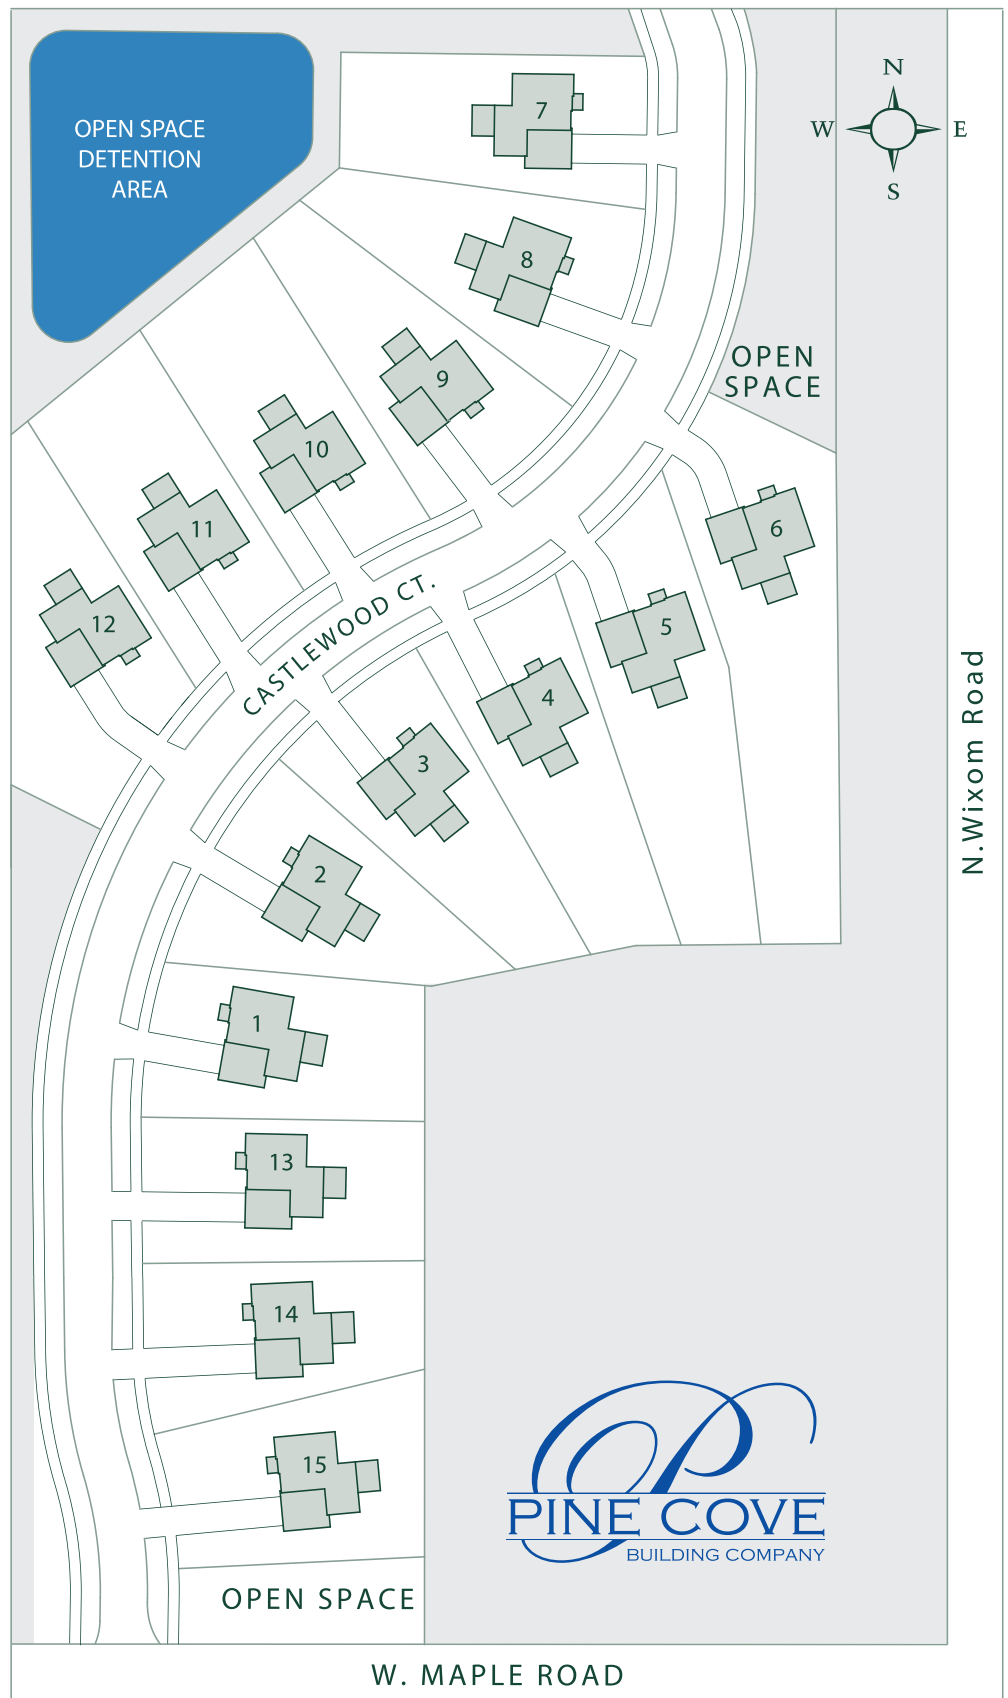 N
W
E
S
OPEN SPACE
DETENTION
AREA
7
8
OPEN
SPACE
9
10
11
6
12
CASTLEWOOD CT.
5
4
3
N.Wixom Road
2
1
13
14
15
P
PINE COVE
BUILDING COMPANY
OPEN SPACE
W. MAPLE ROAD